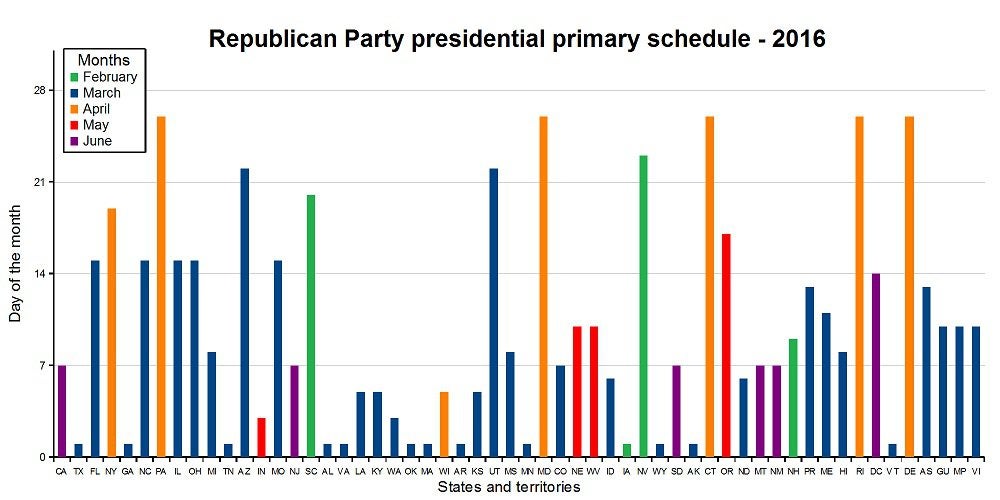 Republican Party presidential primary schedule - 2016
Months
February
March
April
May
June
28
21
14
7
0
Day of the month
CA TX FL NY GA NC PA IL OH MI TN AZ IN MO NJ SC AL VA LA KY WA OK MA WI AR KS UT MS MN MD CO NE WV ID IA NV WY SD AK CT OR ND MT NM NH PR ME HI RI DC VT DE AS GU MP VI
States and territories